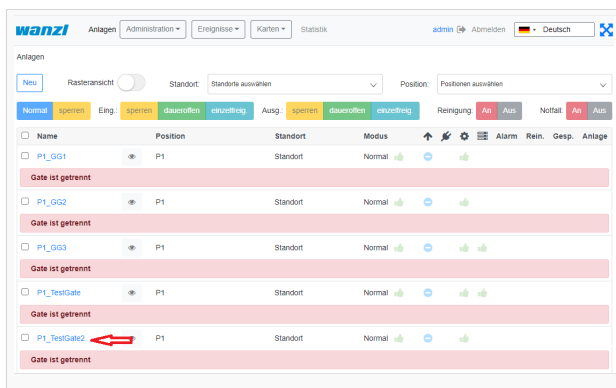 wanzl Anlagen Administration Ereignisse Karten Statistik admin Abmelden Deutsch
Anlagen
Neu Rasteransicht Standort: Standorte auswählen Position: Positionen auswählen
Normal sperren Eing.: sperren daueroffen einzelfreig. Ausg.: sperren daueroffen einzelfreig. Reinigung: An Aus Notfall: An Aus
Name Position Standort Modus Alarm Rein. Gesp. Anlage
P1_GG1 P1 Standort Normal
Gate ist getrennt
P1_GG2 P1 Standort Normal
Gate ist getrennt
P1_GG3 P1 Standort Normal
Gate ist getrennt
P1_TestGate P1 Standort Normal
Gate ist getrennt
P1_TestGate2 P1 Standort Normal
Gate ist getrennt